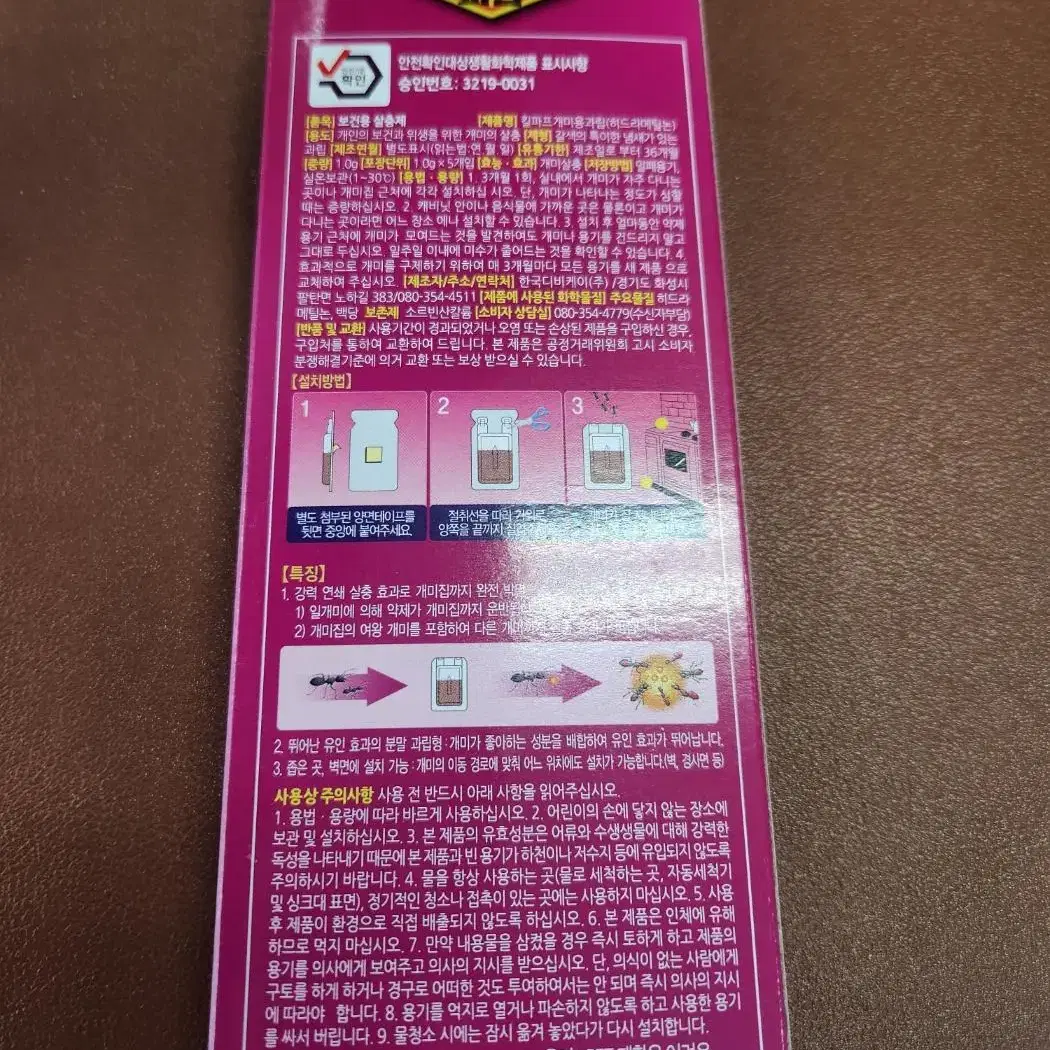 확인
안전확인대상생활화학제품 표시사항
승인번호: 3219-0031
[품목] 보건용 살충제 [제품명] 킬파프개미용과립(히드라메틸논)
[용도] 개인의 보건과 위생을 위한 개미의 살충 [제형] 갈색의 특이한 냄새가 있는
과립 [제조연월] 별도표시(읽는법:연.월.일) [유통기한] 제조일로 부터 36개월
[중량] 1.0g [포장단위] 1.0g×5개입 [효능·효과] 개미살충 [저장방법] 밀폐용기,
실온보관(1~30℃) [용법·용량] 1. 3개월 1회, 실내에서 개미가 자주 다니는
곳이나 개미집 근처에 각각 설치하십 시오. 단, 개미가 나타나는 정도가 심할
때는 증량하십시오. 2. 캐비닛 안이나 음식물에 가까운 곳은 물론이고 개미가
다니는 곳이라면 어느 장소 에나 설치할 수 있습니다. 3. 설치 후 얼마동안 약제
용기 근처에 개미가 모여드는 것을 발견하여도 개미나 용기를 건드리지 말고
그대로 두십시오. 일주일 이내에 미수가 줄어드는 것을 확인할 수 있습니다. 4.
효과적으로 개미를 구제하기 위하여 매 3개월마다 모든 용기를 새 제품 으로
교체하여 주십시오. [제조자/주소/연락처] 한국디비케이(주) /경기도 화성시
팔탄면 노하길 383/080-354-4511 [제품에 사용된 화학물질] 주요물질 히드라
메틸논, 백당 보존제 소르빈산칼륨 [소비자 상담실] 080-354-4779(수신자부담)
[반품 및 교환] 사용기간이 경과되었거나 오염 또는 손상된 제품을 구입하신 경우,
구입처를 통하여 교환하여 드립니다. 본 제품은 공정거래위원회 고시 소비자
분쟁해결기준에 의거 교환 또는 보상 받으실 수 있습니다.
[설치방법]
1 2 3
별도 첨부된 양면테이프를
뒷면 중앙에 붙여주세요.
절취선을 따라 가위로
양쪽을 끝까지
개미가
[특징]
1. 강력 연쇄 살충 효과로 개미집까지 완전
1) 일개미에 의해 약제가 개미집까지
2) 개미집의 여왕 개미를 포함하여 다른
2. 뛰어난 유인 효과의 분말 과립형 : 개미가 좋아하는 성분을 배합하여 유인 효과가 뛰어납니다.
3. 좁은 곳, 벽면에 설치 가능 : 개미의 이동 경로에 맞춰 어느 위치에도 설치가 가능합니다.(벽, 경사면 등)
사용상 주의사항 사용 전 반드시 아래 사항을 읽어주십시오.
1. 용법·용량에 따라 바르게 사용하십시오. 2. 어린이의 손에 닿지 않는 장소에
보관 및 설치하십시오. 3. 본 제품의 유효성분은 어류와 수생생물에 대해 강력한
독성을 나타내기 때문에 본 제품과 빈 용기가 하천이나 저수지 등에 유입되지 않도록
주의하시기 바랍니다. 4. 물을 항상 사용하는 곳(물로 세척하는 곳, 자동세척기
및 싱크대 표면), 정기적인 청소나 접촉이 있는 곳에는 사용하지 마십시오. 5. 사용
후 제품이 환경으로 직접 배출되지 않도록 하십시오. 6. 본 제품은 인체에 유해
하므로 먹지 마십시오. 7. 만약 내용물을 삼켰을 경우 즉시 토하게 하고 제품의
용기를 의사에게 보여주고 의사의 지시를 받으십시오. 단, 의식이 없는 사람에게
구토를 하게 하거나 경구로 어떠한 것도 투여하여서는 안 되며 즉시 의사의 지시
에 따라야 합니다. 8. 용기를 억지로 열거나 파손하지 않도록 하고 사용한 용기
를 싸서 버립니다. 9. 물청소 시에는 잠시 옮겨 놓았다가 다시 설치합니다.